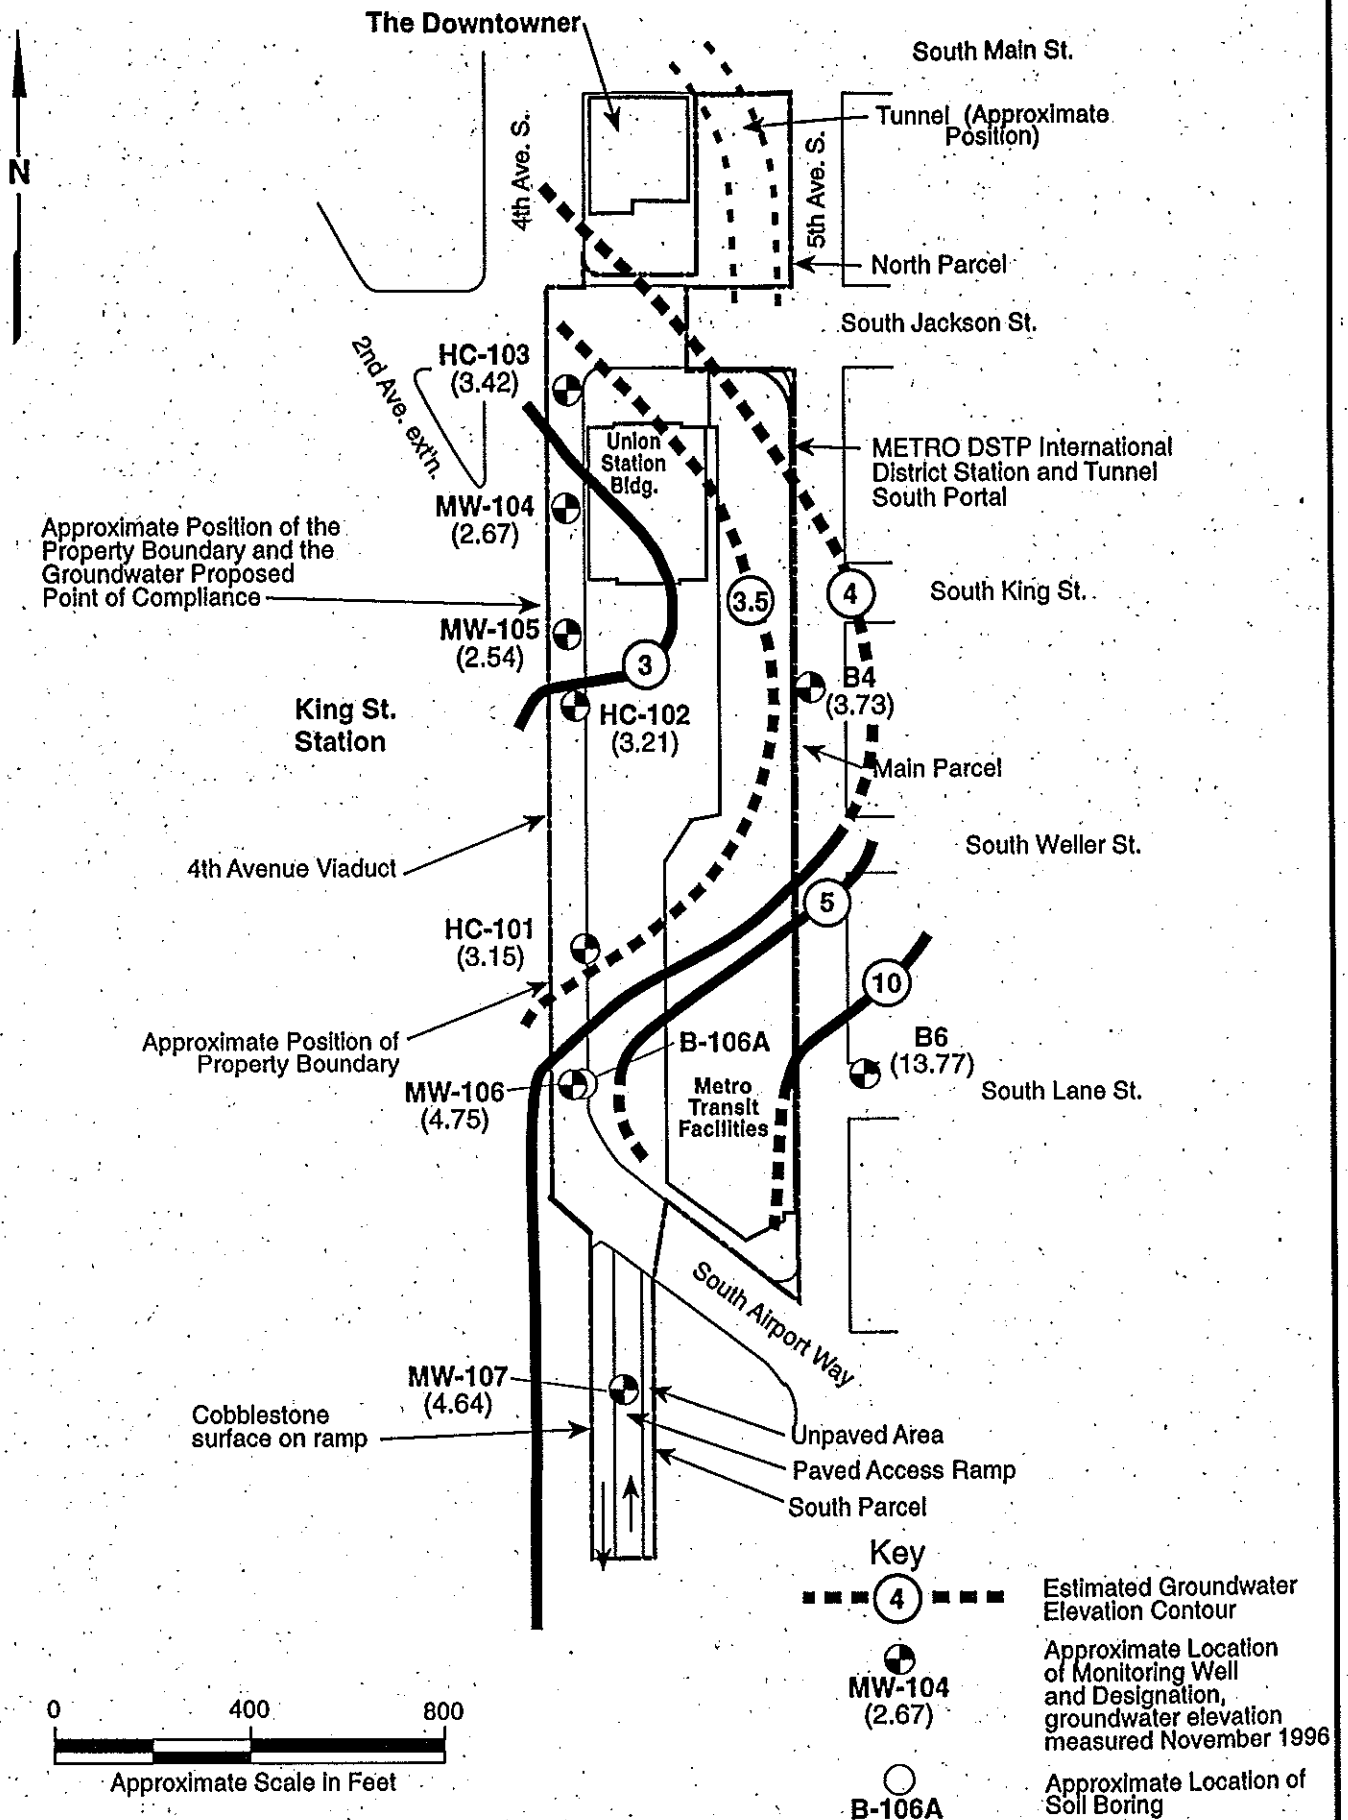 The Downtowner
South Main St.
Tunnel (Approximate
Position)
4th Ave. S.
5th Ave. S.
N
North Parcel
South Jackson St.
2nd Ave. ext'n.
HC-103
(3.42)
Union
Station
Bldg.
METRO DSTP International
District Station and Tunnel
South Portal
MW-104
(2.67)
Approximate Position of the
Property Boundary and the
Groundwater Proposed
Point of Compliance
3.5
4
South King St.
MW-105
(2.54)
3
B4
(3.73)
King St.
Station
HC-102
(3.21)
Main Parcel
4th Avenue Viaduct
South Weller St.
5
HC-101
(3.15)
10
Approximate Position of
Property Boundary
B-106A
B6
(13.77)
MW-106
(4.75)
Metro
Transit
Facilities
South Lane St.
South Airport Way
MW-107
(4.64)
Cobblestone
surface on ramp
Unpaved Area
Paved Access Ramp
South Parcel
Key
4
Estimated Groundwater
Elevation Contour
MW-104
(2.67)
Approximate Location
of Monitoring Well
and Designation,
groundwater elevation
measured November 1996
B-106A
Approximate Location of
Soil Boring
0 400 800
Approximate Scale in Feet